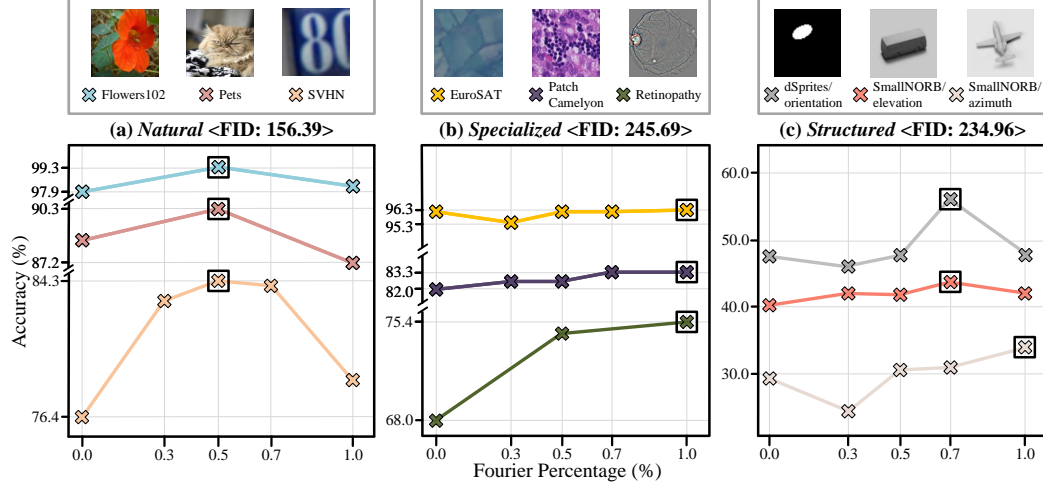 80
Flowers102 Pets SVHN
EuroSAT Patch Camelyon Retinopathy
dSprites/ orientation SmallNORB/ elevation SmallNORB/ azimuth
(a) Natural <FID: 156.39>
(b) Specialized <FID: 245.69>
(c) Structured <FID: 234.96>
Accuracy (%)
99.3
97.9
90.3
87.2
84.3
76.4
0.0 0.3 0.5 0.7 1.0
96.3
95.3
83.3
82.0
75.4
68.0
0.0 0.3 0.5 0.7 1.0
60.0
50.0
40.0
30.0
0.0 0.3 0.5 0.7 1.0
Fourier Percentage (%)